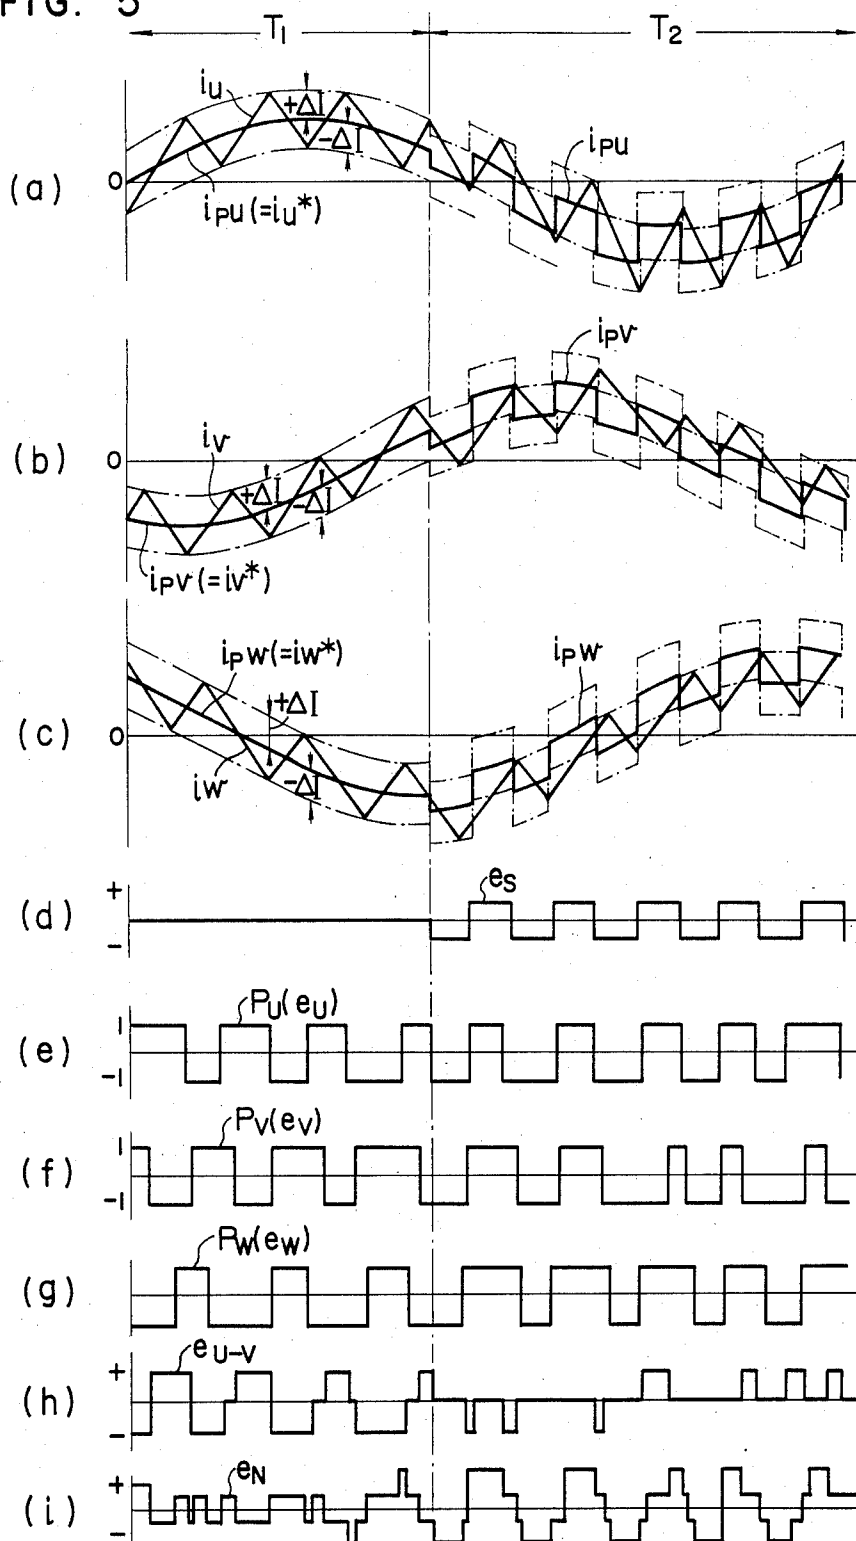 FIG. 5
T1 T2
(a)
0
iu
+ΔI
-ΔI
iPU
iPU(=iu*)
(b)
0
iv
+ΔI
-ΔI
iPV
iPV(=iv*)
(c)
0
iPW(=iw*)
+ΔI
-ΔI
iw
iPW
(d)
+
-
eS
(e)
1
-1
PU(eU)
(f)
1
-1
PV(eV)
(g)
PW(eW)
(h)
+
-
eU-V
(i)
+
-
eN